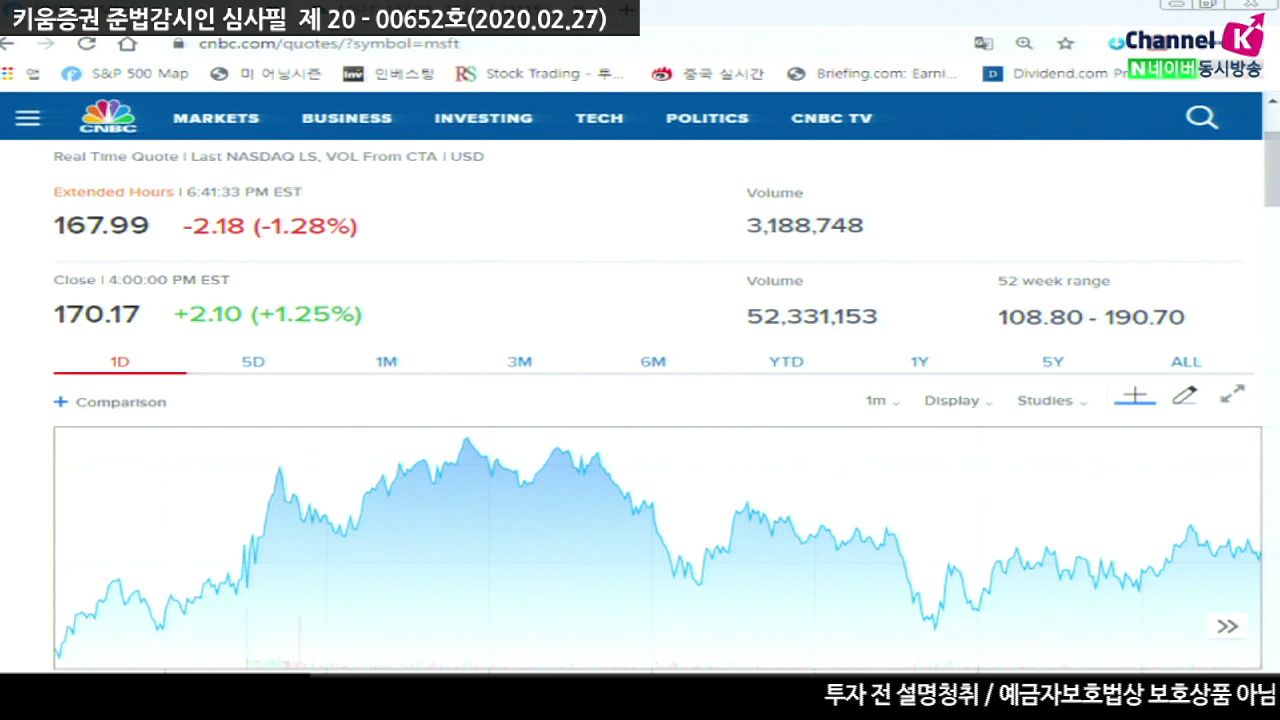 키움증권 준법감시인 심사필 제 20 - 00652호(2020.02.27)
cnbc.com/quotes/?symbol=msft
Channel K
N네이버 동시방송
앱 S&P 500 Map 미 어닝시즌 Inv 인베스팅 RS Stock Trading - 투... 중국 실시간 Briefing.com: Earni... D Dividend.com
CNBC MARKETS BUSINESS INVESTING TECH POLITICS CNBC TV
Real Time Quote | Last NASDAQ LS, VOL From CTA | USD
Extended Hours | 6:41:33 PM EST Volume
167.99 -2.18 (-1.28%) 3,188,748
Close | 4:00:00 PM EST Volume 52 week range
170.17 +2.10 (+1.25%) 52,331,153 108.80 - 190.70
1D 5D 1M 3M 6M YTD 1Y 5Y ALL
+ Comparison 1m Display Studies
투자 전 설명청취 / 예금자보호법상 보호상품 아님